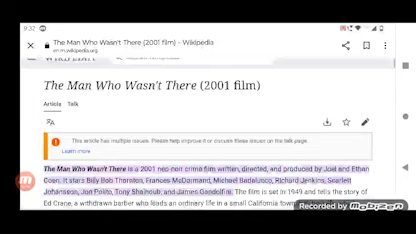 9:37
The Man Who Wasn't There (2001 film) - Wikipedia
en.m.wikipedia.org
The Man Who Wasn't There (2001 film)
Article Talk
This article has multiple issues. Please help improve it or discuss these issues on the talk page.
Learn more
The Man Who Wasn't There is a 2001 neo-noir crime film written, directed, and produced by Joel and Ethan
Coen. It stars Billy Bob Thornton, Frances McDormand, Michael Badalucco, Richard Jenkins, Scarlett
Johansson, Jon Polito, Tony Shalhoub, and James Gandolfini. The film is set in 1949 and tells the story of
Ed Crane, a withdrawn barber who leads an ordinary life in a small California town
Recorded by Mobizen